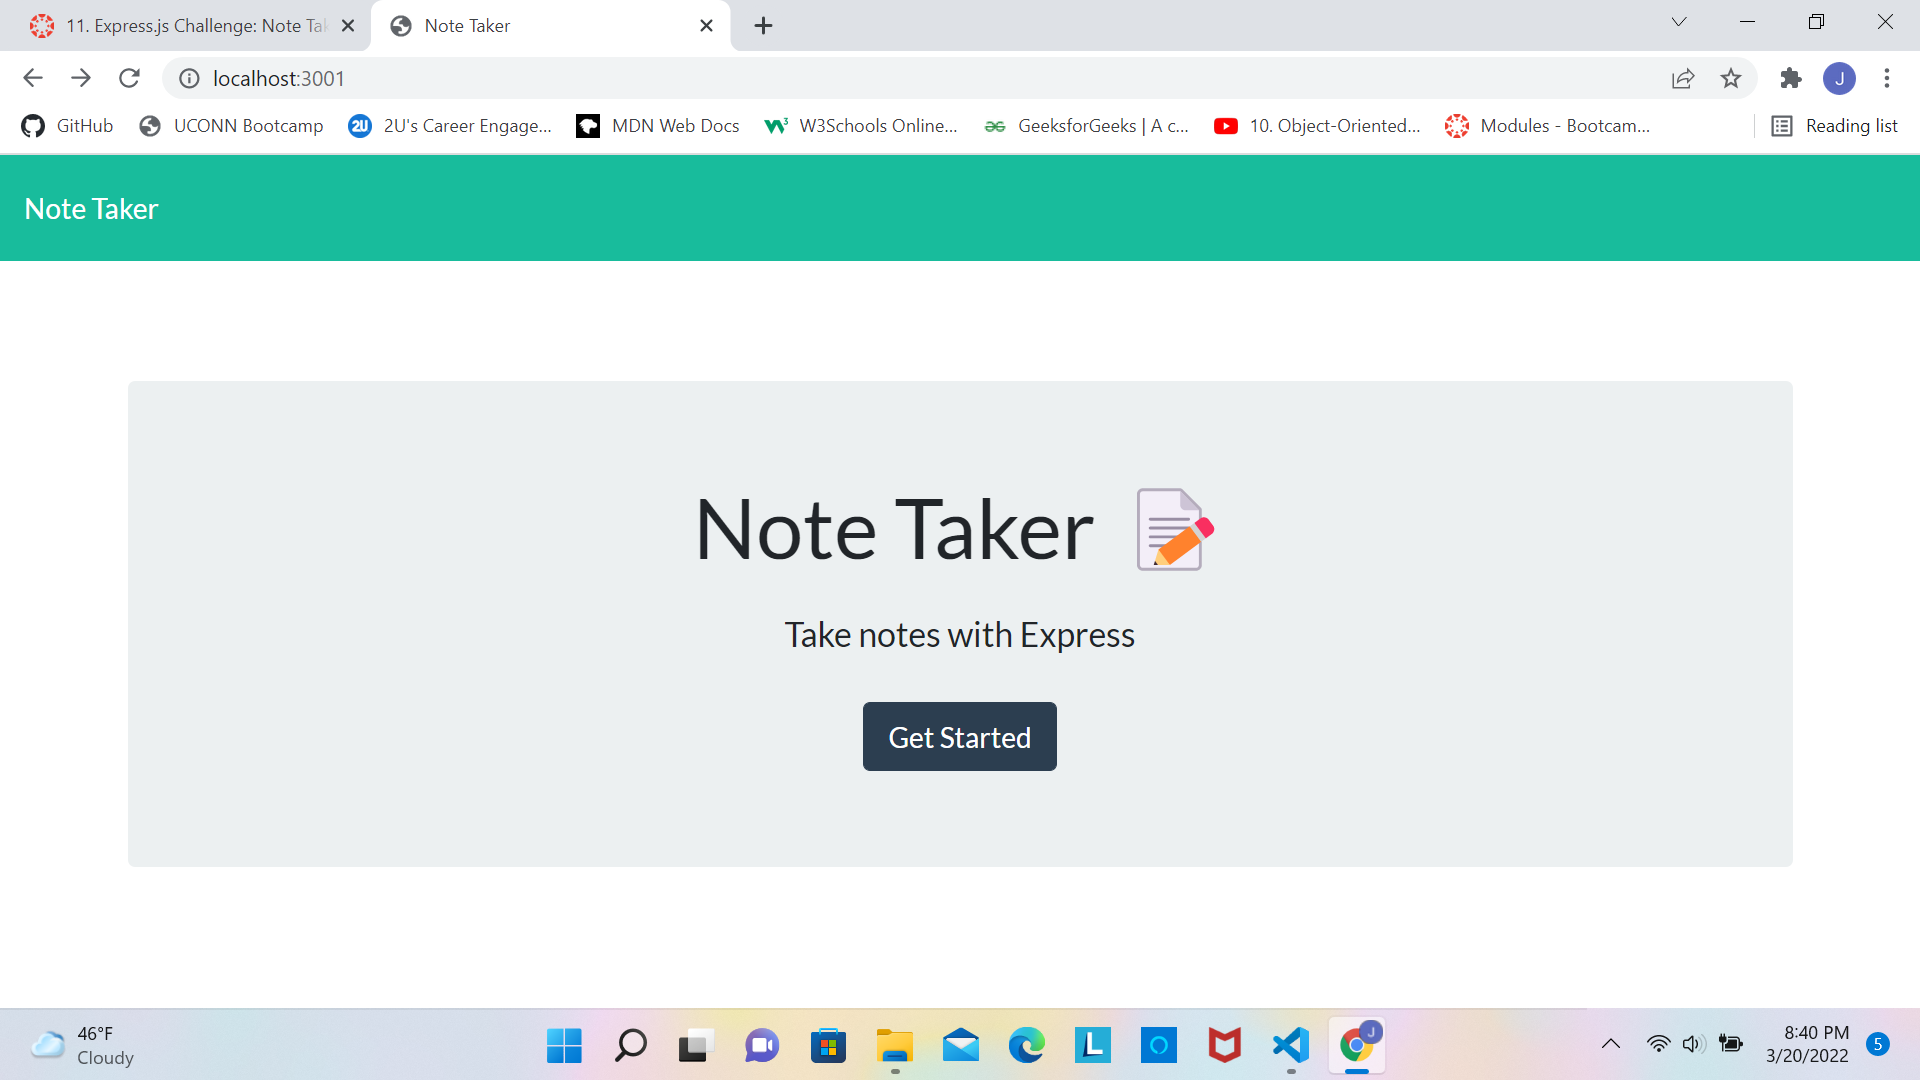 11. Express.js Challenge: Note Tak
Note Taker
localhost:3001
J
GitHub
UCONN Bootcamp
2U
2U's Career Engage...
MDN Web Docs
W3Schools Online...
GeeksforGeeks | A c...
10. Object-Oriented...
Modules - Bootcam...
Reading list
Note Taker
Note Taker
Take notes with Express
Get Started
46°F
Cloudy
L
J
8:40 PM
3/20/2022
5